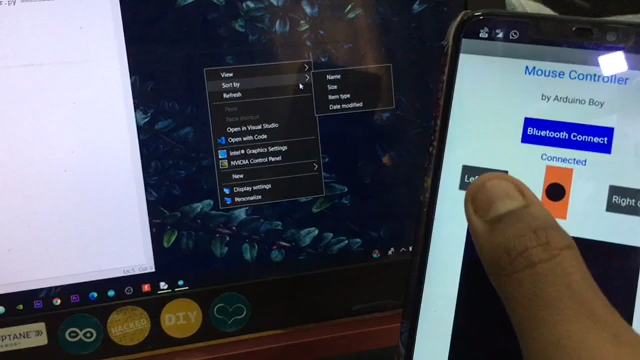 View
Sort by
Refresh
Paste
Paste shortcut
Open in Visual Studio
Open with Code
Intel® Graphics Settings
NVIDIA Control Panel
New
Display settings
Personalize
Name
Size
Item type
Date modified
Mouse Controller
by Arduino Boy
Bluetooth Connect
Connected
Le
Right
PTANE
HACKED
DIY